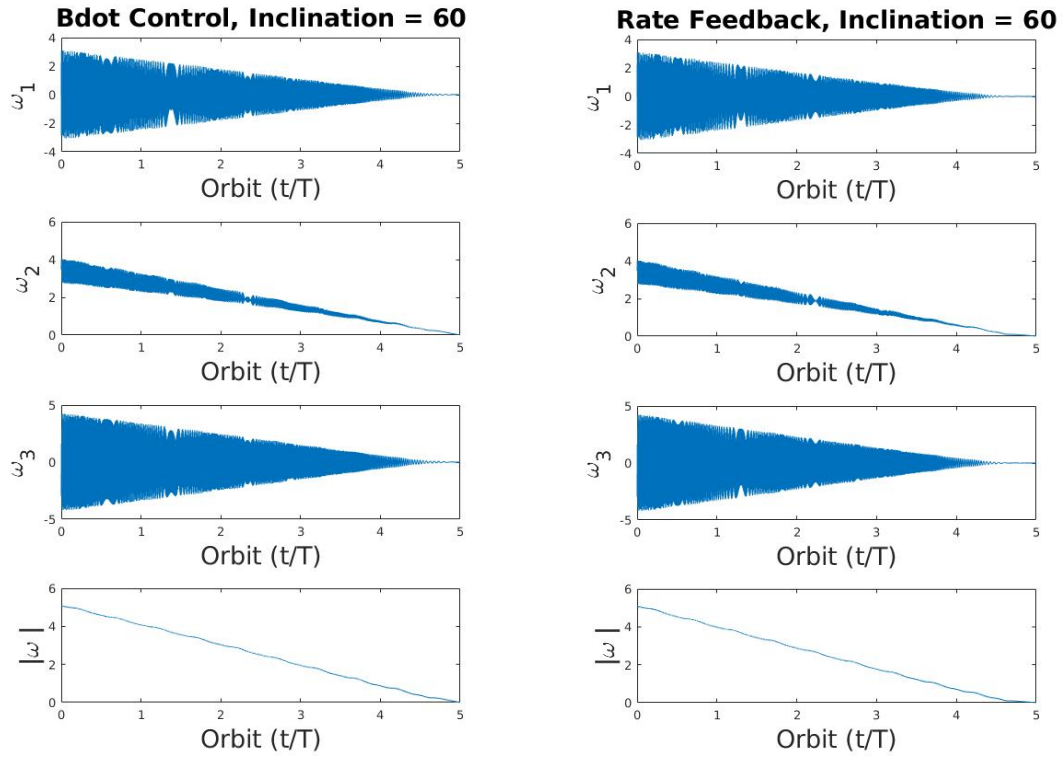 Bdot Control, Inclination = 60
4
2
0
-2
-4
ω1
0 1 2 3 4 5
Orbit (t/T)
6
4
2
0
ω2
0 1 2 3 4 5
Orbit (t/T)
5
0
-5
ω3
0 1 2 3 4 5
Orbit (t/T)
6
4
2
0
|ω |
0 1 2 3 4 5
Orbit (t/T)
Rate Feedback, Inclination = 60
4
2
0
-2
-4
ω1
0 1 2 3 4 5
Orbit (t/T)
6
4
2
0
ω2
0 1 2 3 4 5
Orbit (t/T)
5
0
-5
ω3
0 1 2 3 4 5
Orbit (t/T)
6
4
2
0
|ω |
0 1 2 3 4 5
Orbit (t/T)